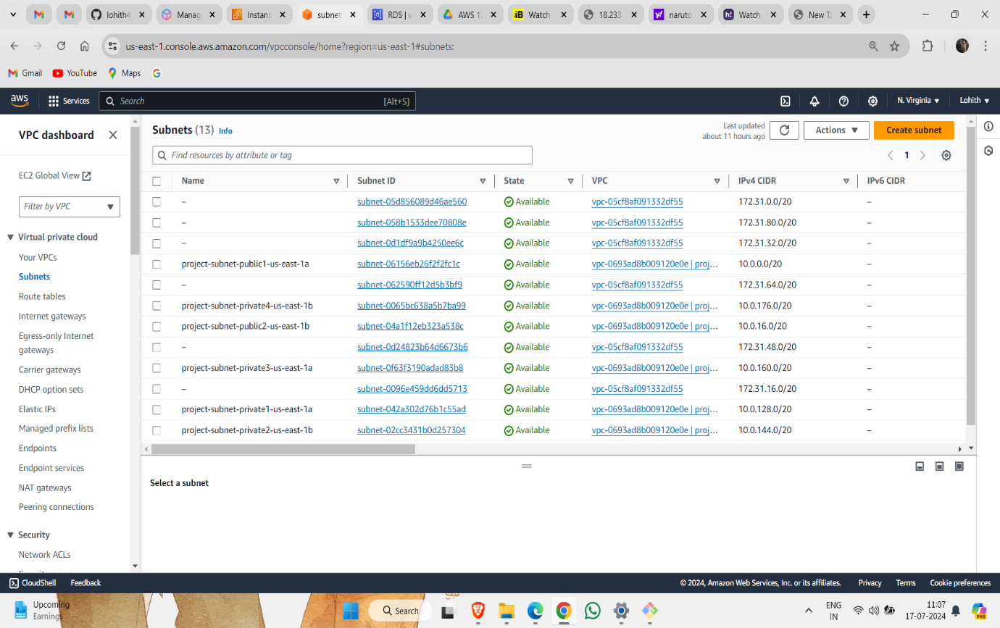 lohith4
Manag
Instanc
subnet
RDS | u
AWS 12
iB Watch
18.233.
naruto
h! Watch
New Ta
us-east-1.console.aws.amazon.com/vpcconsole/home?region=us-east-1#subnets:
Gmail YouTube Maps
aws Services Search [Alt+S] N. Virginia Lohith
VPC dashboard
EC2 Global View
Filter by VPC
Virtual private cloud
Your VPCs
Subnets
Route tables
Internet gateways
Egress-only Internet
gateways
Carrier gateways
DHCP option sets
Elastic IPs
Managed prefix lists
Endpoints
Endpoint services
NAT gateways
Peering connections
Security
Network ACLs
Subnets (13) Info
Last updated
about 11 hours ago
Actions
Create subnet
Find resources by attribute or tag
1
Name Subnet ID State VPC IPv4 CIDR IPv6 CIDR
– subnet-05d856089d46ae560 Available vpc-05cf8af091332df55 172.31.0.0/20 –
– subnet-058b1533dee70808e Available vpc-05cf8af091332df55 172.31.80.0/20 –
– subnet-0d1df9a9b4250ee6c Available vpc-05cf8af091332df55 172.31.32.0/20 –
project-subnet-public1-us-east-1a subnet-06156eb26f2f2fc1c Available vpc-0693ad8b009120e0e | proj... 10.0.0.0/20 –
– subnet-062590ff12d5b3bf9 Available vpc-05cf8af091332df55 172.31.64.0/20 –
project-subnet-private4-us-east-1b subnet-0065bc638a5b7ba99 Available vpc-0693ad8b009120e0e | proj... 10.0.176.0/20 –
project-subnet-public2-us-east-1b subnet-04a1f12eb323a538c Available vpc-0693ad8b009120e0e | proj... 10.0.16.0/20 –
– subnet-0d24823b64d6673b6 Available vpc-05cf8af091332df55 172.31.48.0/20 –
project-subnet-private3-us-east-1a subnet-0f63f3190adad83b8 Available vpc-0693ad8b009120e0e | proj... 10.0.160.0/20 –
– subnet-0096e459dd6dd5713 Available vpc-05cf8af091332df55 172.31.16.0/20 –
project-subnet-private1-us-east-1a subnet-042a302d76b1c55ad Available vpc-0693ad8b009120e0e | proj... 10.0.128.0/20 –
project-subnet-private2-us-east-1b subnet-02cc3431b0d257304 Available vpc-0693ad8b009120e0e | proj... 10.0.144.0/20 –
Select a subnet
CloudShell Feedback © 2024, Amazon Web Services, Inc. or its affiliates. Privacy Terms Cookie preferences
Upcoming
Earnings
Search
ENG
IN
11:07
17-07-2024
PRE